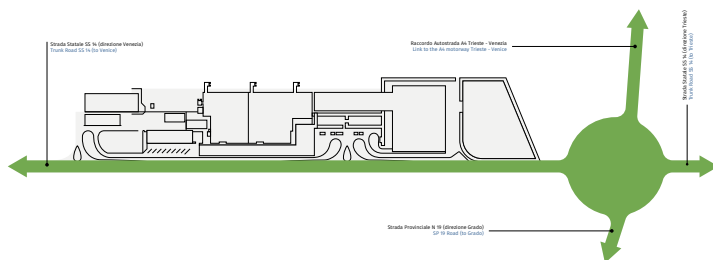 Strada Statale SS 14 (direzione Venezia)
Trunk Road SS 14 (to Venice)
Raccordo Autostrada A4 Trieste - Venezia
Link to the A4 motorway Trieste - Venice
Strada Statale SS 14 (direzione Trieste)
Trunk Road SS 14 (to Trieste)
Strada Provinciale N 19 (direzione Grado)
SP 19 Road (to Grado)